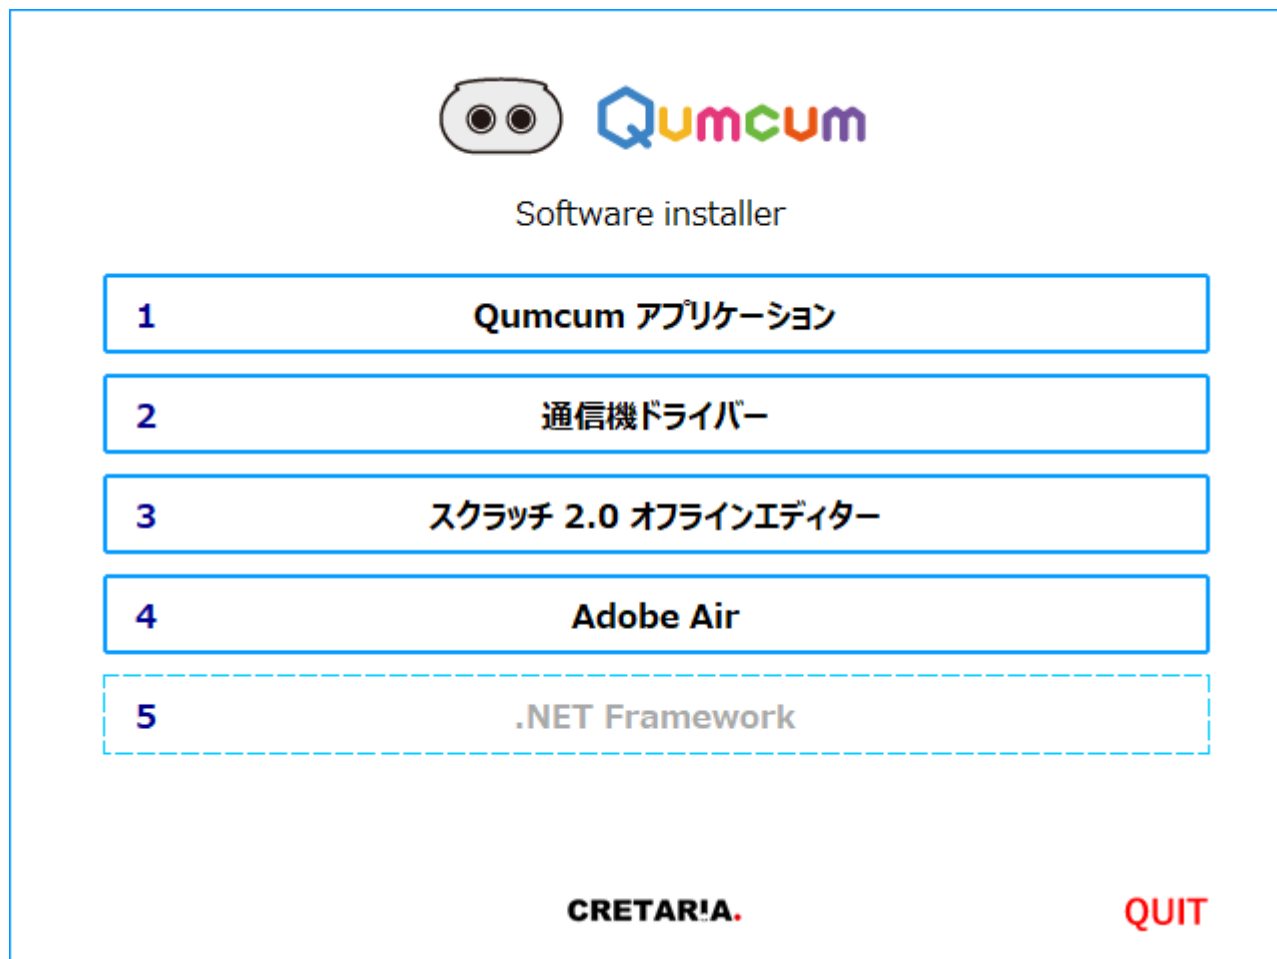 Qumcum
Software installer
1 Qumcum アプリケーション
2 通信機ドライバー
3 スクラッチ 2.0 オフラインエディター
4 Adobe Air
5 .NET Framework
CRETARIA.
QUIT